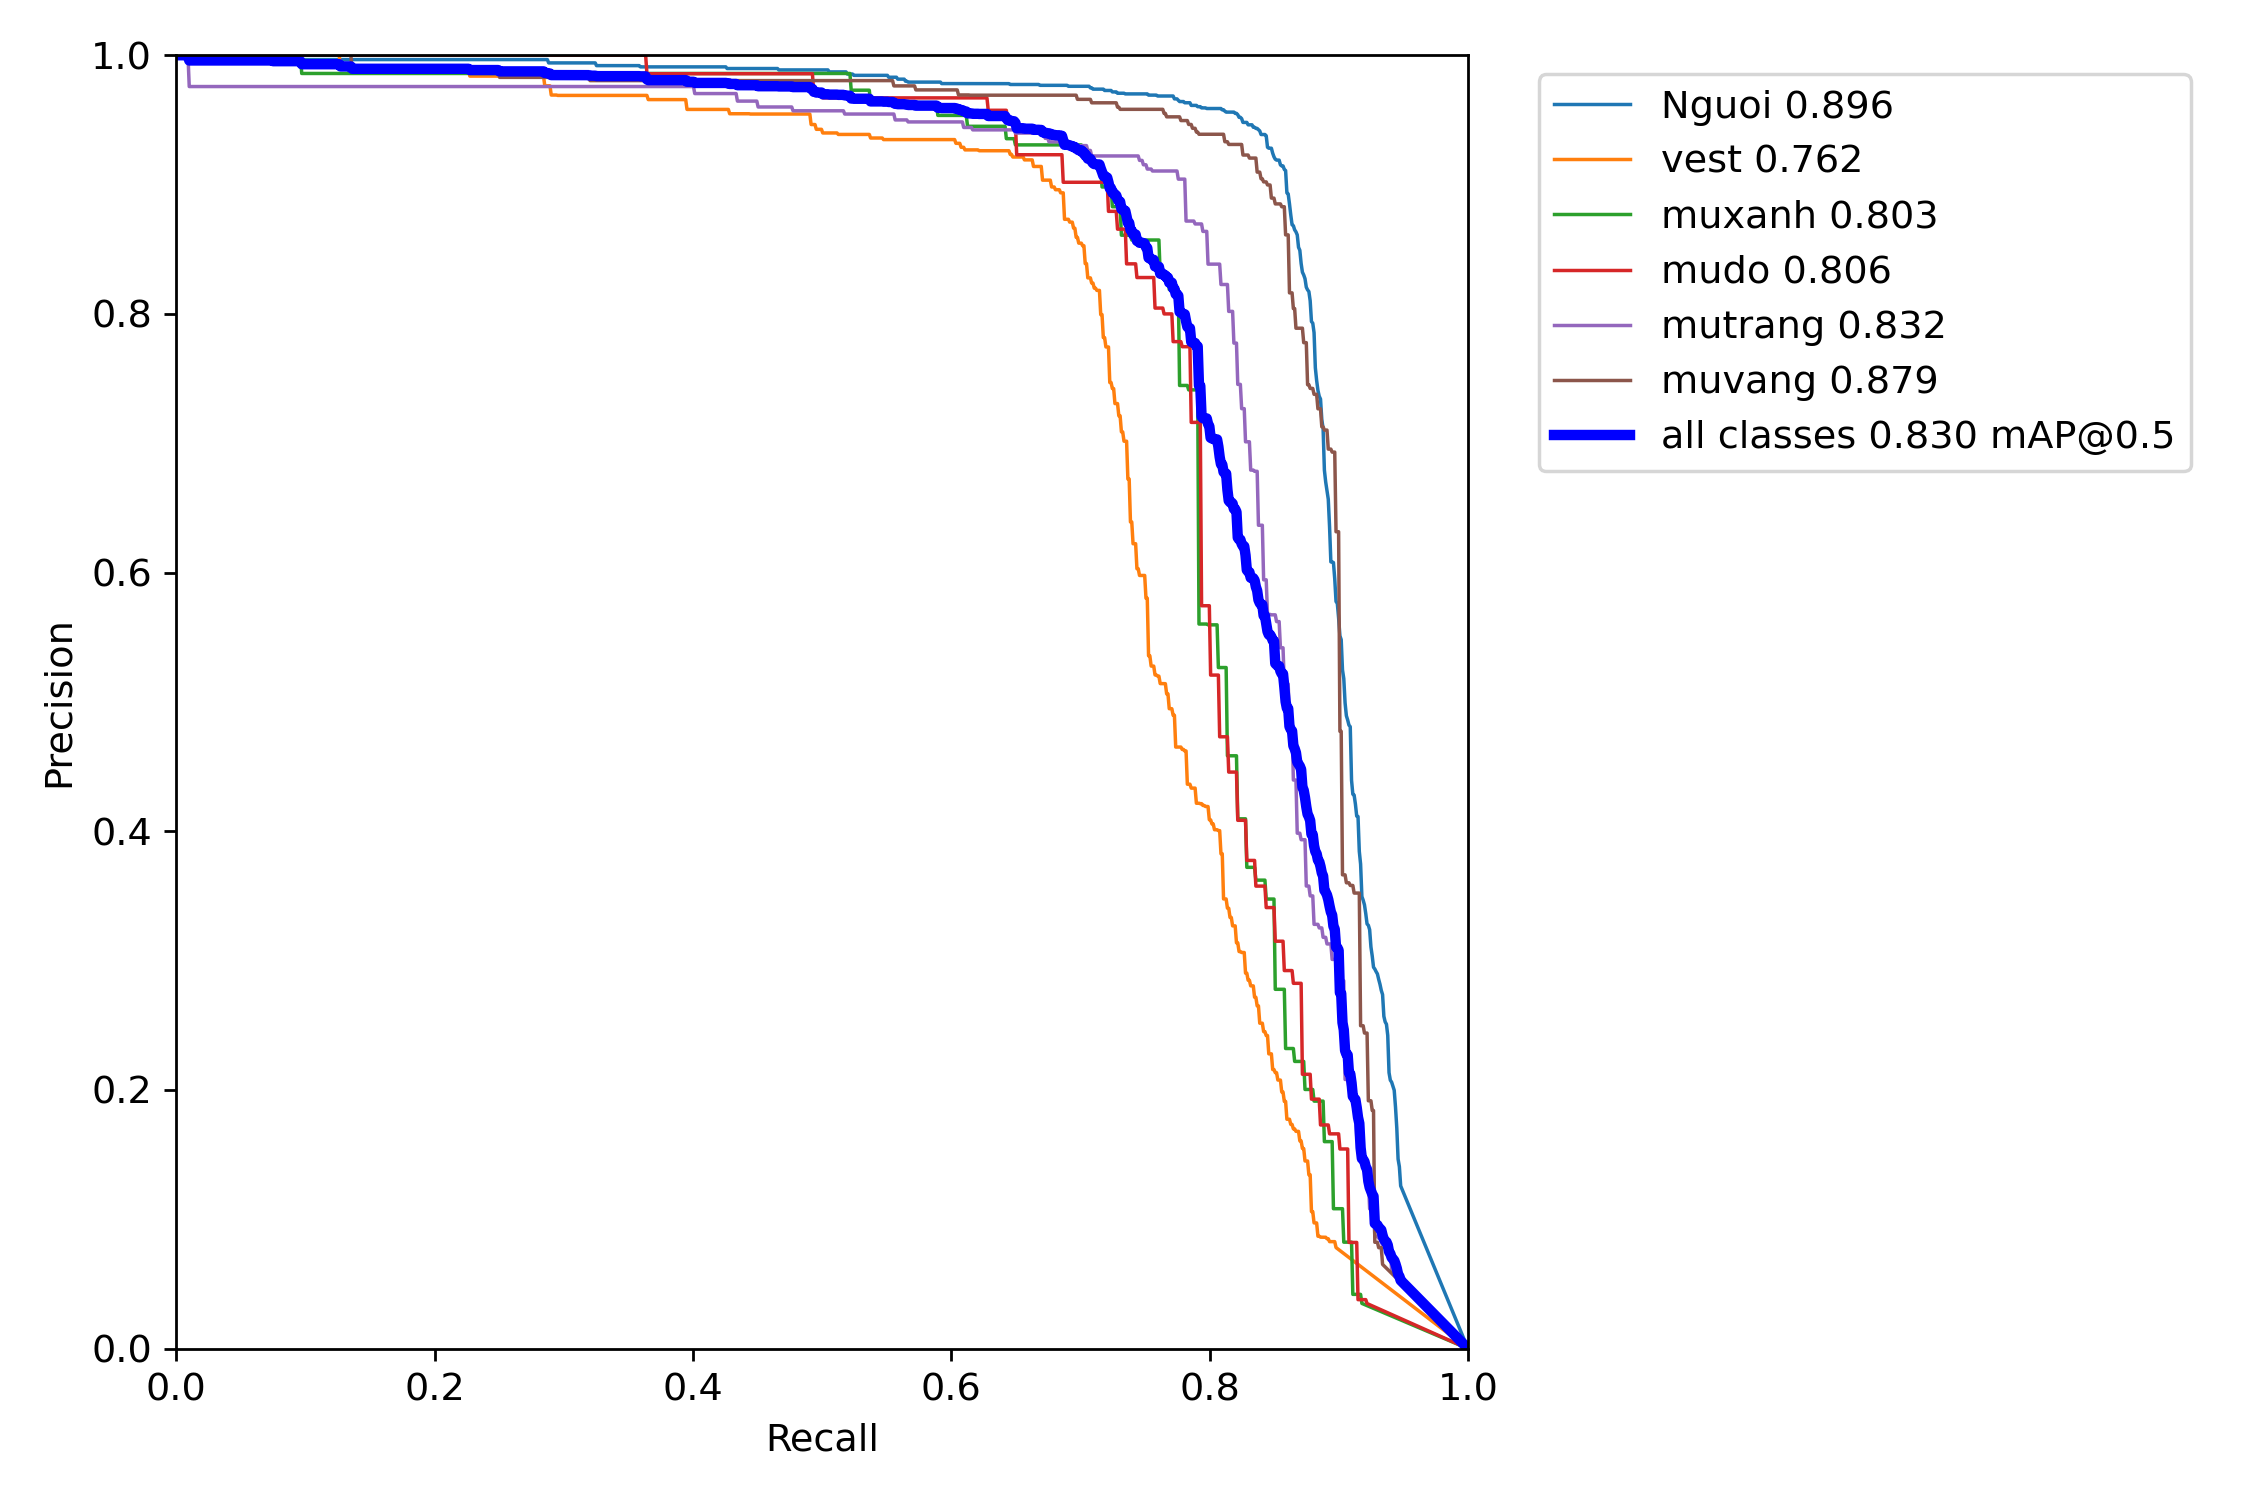 1.0
0.8
0.6
0.4
0.2
0.0
Precision
0.0 0.2 0.4 0.6 0.8 1.0
Recall
Nguoi 0.896
vest 0.762
muxanh 0.803
mudo 0.806
mutrang 0.832
muvang 0.879
all classes 0.830 mAP@0.5